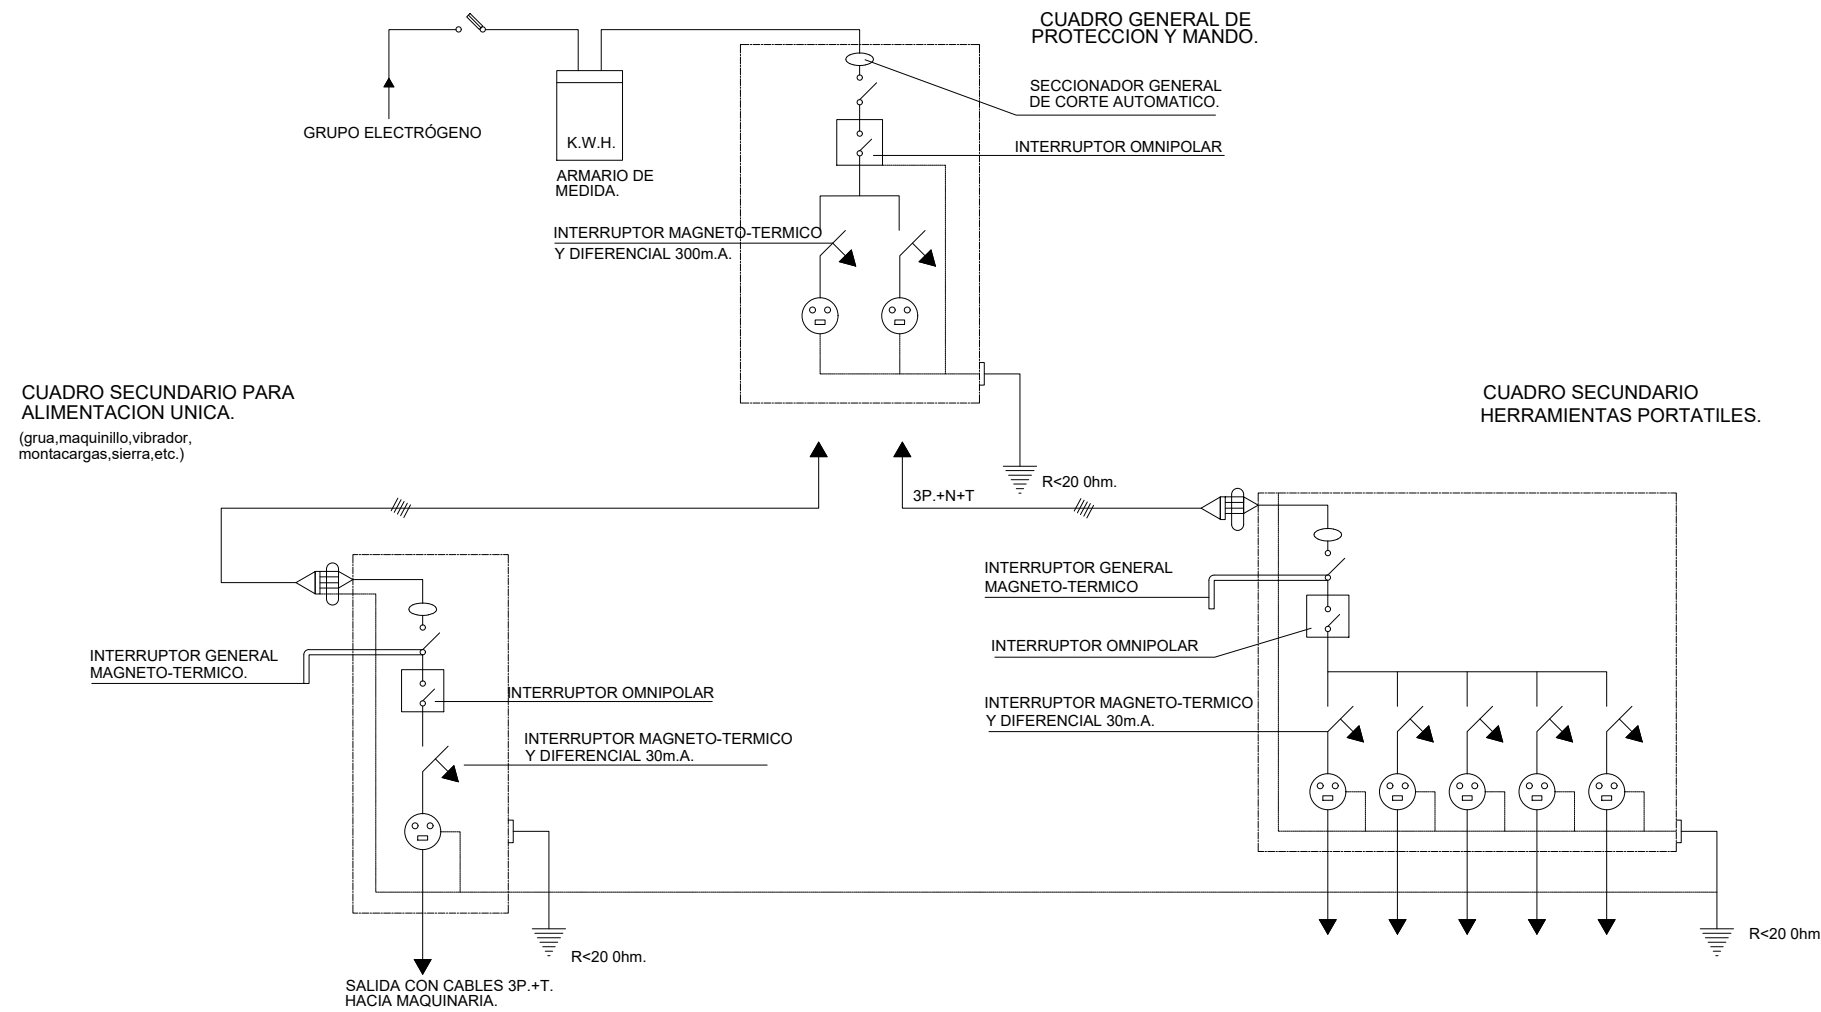 CUADRO GENERAL DE
PROTECCION Y MANDO.
SECCIONADOR GENERAL
DE CORTE AUTOMATICO.
GRUPO ELECTRÓGENO
K.W.H.
INTERRUPTOR OMNIPOLAR
ARMARIO DE
MEDIDA.
INTERRUPTOR MAGNETO-TERMICO
Y DIFERENCIAL 300m.A.
CUADRO SECUNDARIO PARA
ALIMENTACION UNICA.
(grua,maquinillo,vibrador,
montacargas,sierra,etc.)
CUADRO SECUNDARIO
HERRAMIENTAS PORTATILES.
R<20 0hm.
3P.+N+T
INTERRUPTOR GENERAL
MAGNETO-TERMICO
INTERRUPTOR OMNIPOLAR
INTERRUPTOR GENERAL
MAGNETO-TERMICO.
INTERRUPTOR OMNIPOLAR
INTERRUPTOR MAGNETO-TERMICO
Y DIFERENCIAL 30m.A.
INTERRUPTOR MAGNETO-TERMICO
Y DIFERENCIAL 30m.A.
R<20 0hm
R<20 0hm.
SALIDA CON CABLES 3P.+T.
HACIA MAQUINARIA.